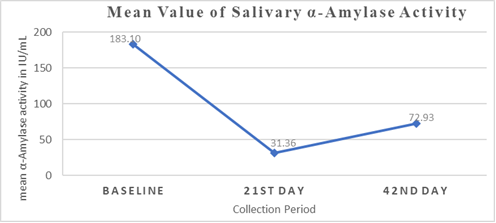 Mean Value of Salivary α-Amylase Activity
mean α-Amylase activity in IU/mL
200
150
100
50
0
183.10
31.36
72.93
BASELINE 21ST DAY 42ND DAY
Collection Period